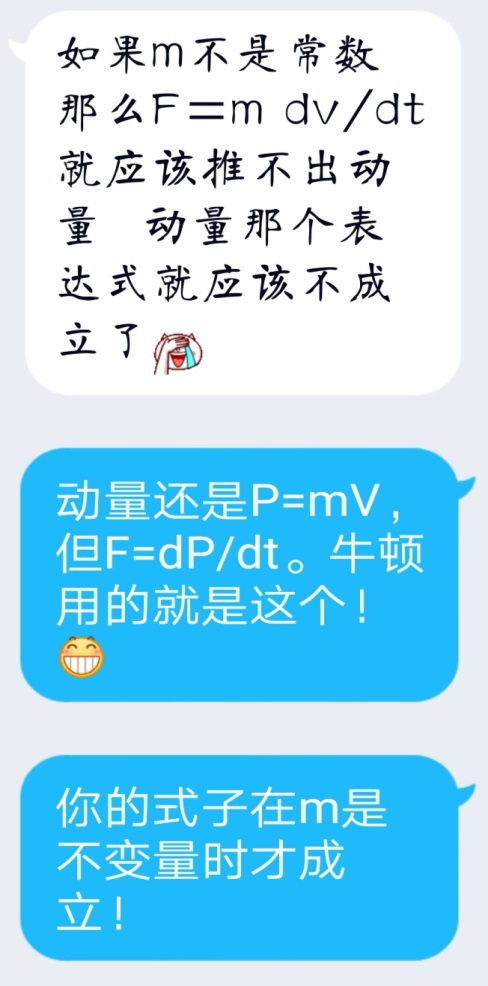 如果m不是常数
那么F=m dv/dt
就应该推不出动
量 动量那个表
达式就应该不成
立了
动量还是P=mV，
但F=dP/dt。牛顿
用的就是这个！
你的式子在m是
不变量时才成
立！